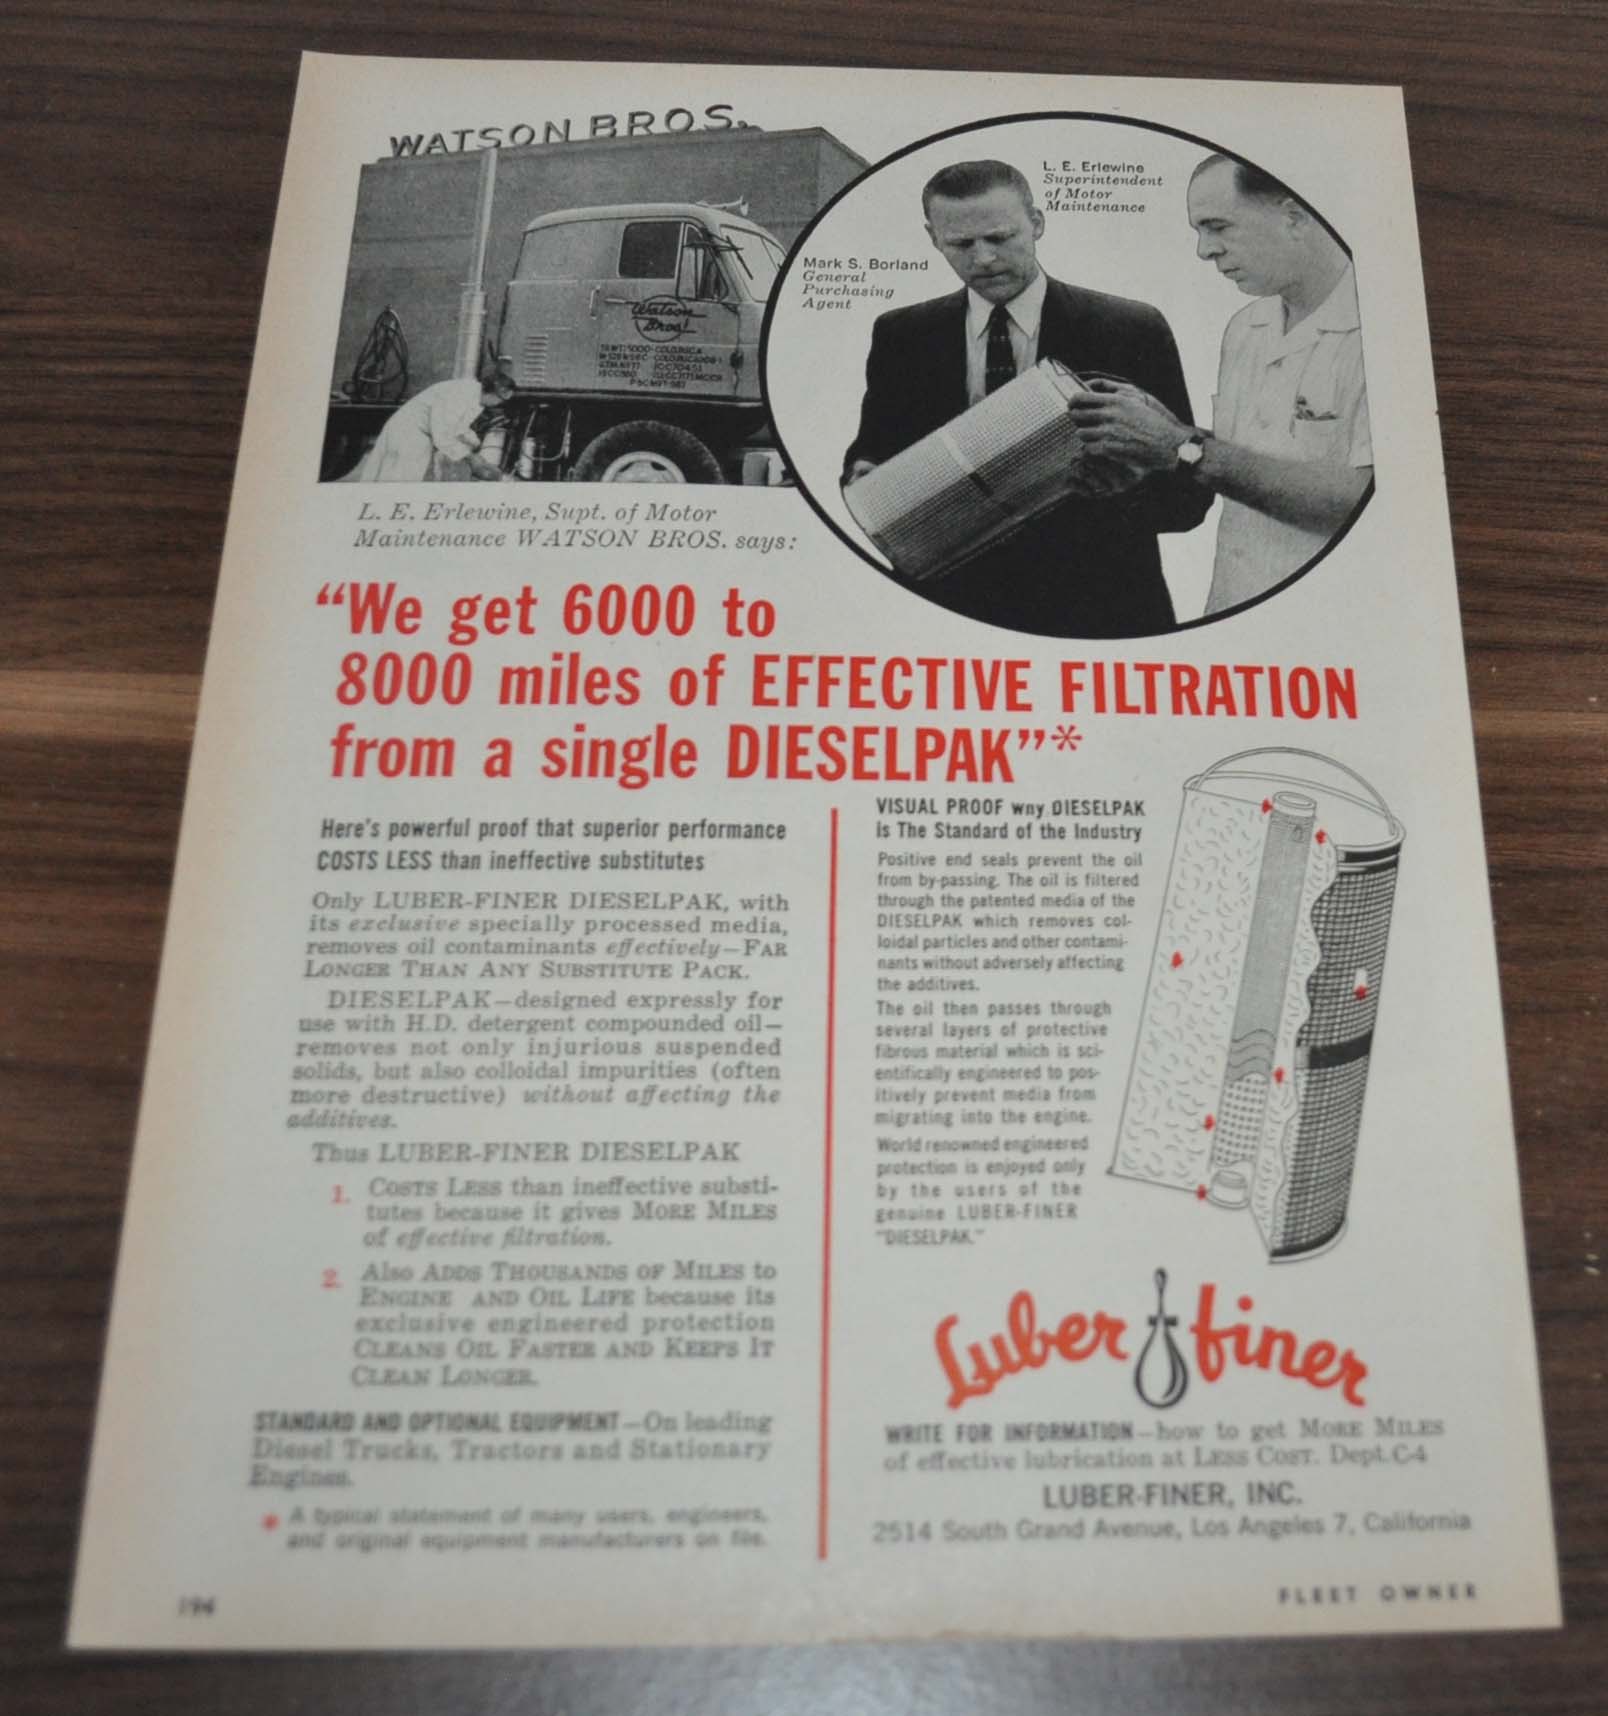 WATSON BROS.
Watson
Bros!
L. E. Erlewine
Superintendent
of Motor
Maintenance
Mark S. Borland
General
Purchasing
Agent
L. E. Erlewine, Supt. of Motor
Maintenance WATSON BROS. says:
“We get 6000 to
8000 miles of EFFECTIVE FILTRATION
from a single DIESELPAK”*
Here's powerful proof that superior performance
COSTS LESS than ineffective substitutes
Only LUBER-FINER DIESELPAK, with
its exclusive specially processed media,
removes oil contaminants effectively—FAR
LONGER THAN ANY SUBSTITUTE PACK.
DIESELPAK—designed expressly for
use with H.D. detergent compounded oil—
removes not only injurious suspended
solids, but also colloidal impurities (often
more destructive) without affecting the
additives.
Thus LUBER-FINER DIESELPAK
1. COSTS LESS than ineffective substi-
tutes because it gives MORE MILES
of effective filtration.
2. Also ADDS THOUSANDS OF MILES to
ENGINE AND OIL LIFE because its
exclusive engineered protection
CLEANS OIL FASTER AND KEEPS IT
CLEAN LONGER.
STANDARD AND OPTIONAL EQUIPMENT—On leading
Diesel Trucks, Tractors and Stationary
Engines.
* A typical statement of many users, engineers,
and original equipment manufacturers on file.
VISUAL PROOF why DIESELPAK
is The Standard of the Industry
Positive end seals prevent the oil
from by-passing. The oil is filtered
through the patented media of the
DIESELPAK which removes col-
loidal particles and other contami-
nants without adversely affecting
the additives.
The oil then passes through
several layers of protective
fibrous material which is sci-
entifically engineered to pos-
itively prevent media from
migrating into the engine.
World renowned engineered
protection is enjoyed only
by the users of the
genuine LUBER-FINER
"DIESELPAK."
Luber finer
WRITE FOR INFORMATION—how to get MORE MILES
of effective lubrication at LESS COST. Dept. C-4
LUBER-FINER, INC.
2514 South Grand Avenue, Los Angeles 7, California
194
FLEET OWNER